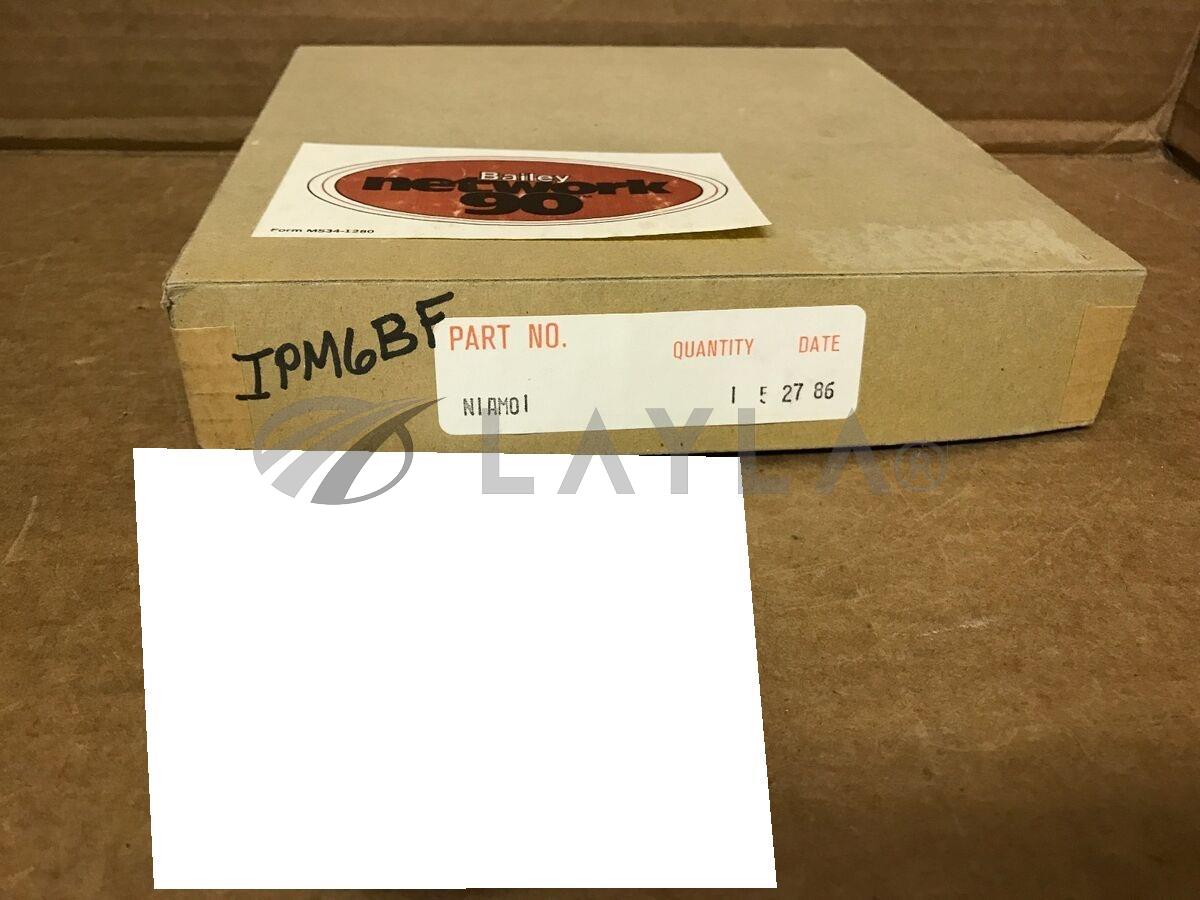 Bailey
network
90
Form M534-1280
IPM6BF
PART NO.
QUANTITY DATE
NIAM01 1 5 27 86
LAYLA®